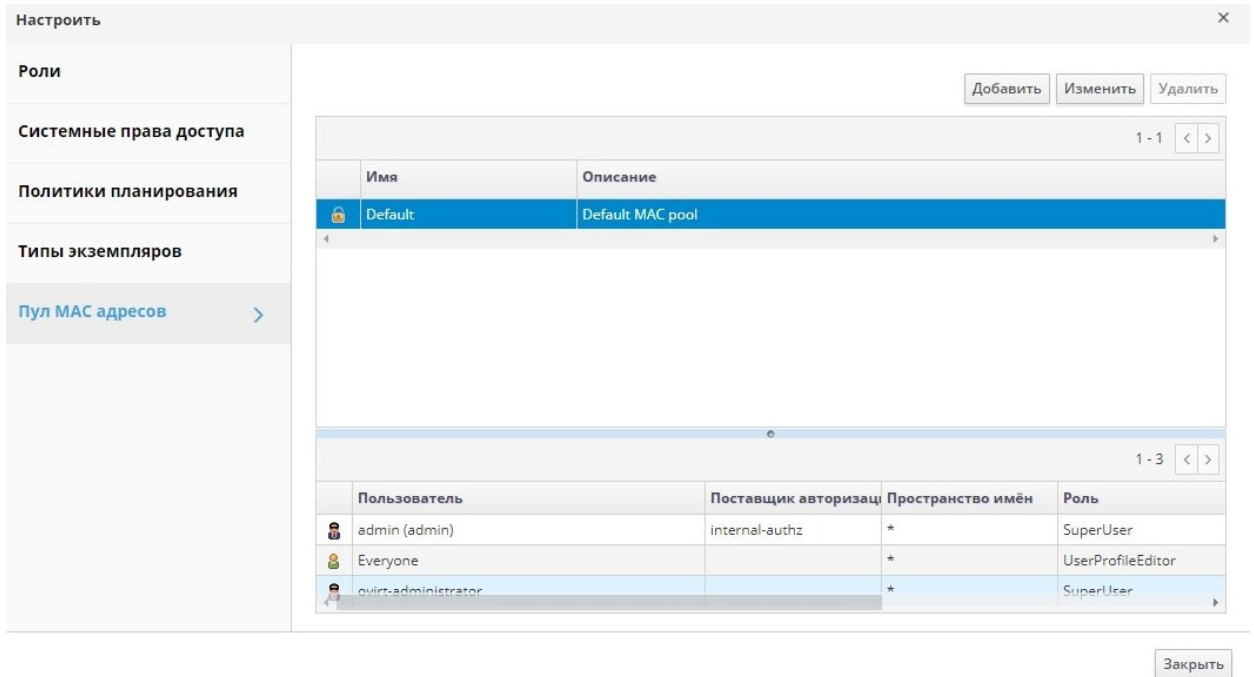 Настроить
Роли
Системные права доступа
Политики планирования
Типы экземпляров
Пул MAC адресов
Добавить Изменить Удалить
1 - 1
Имя Описание
Default Default MAC pool
1 - 3
Пользователь Поставщик авторизаци Пространство имён Роль
admin (admin) internal-authz * SuperUser
Everyone * UserProfileEditor
ovirt-administrator * SuperUser
Закрыть